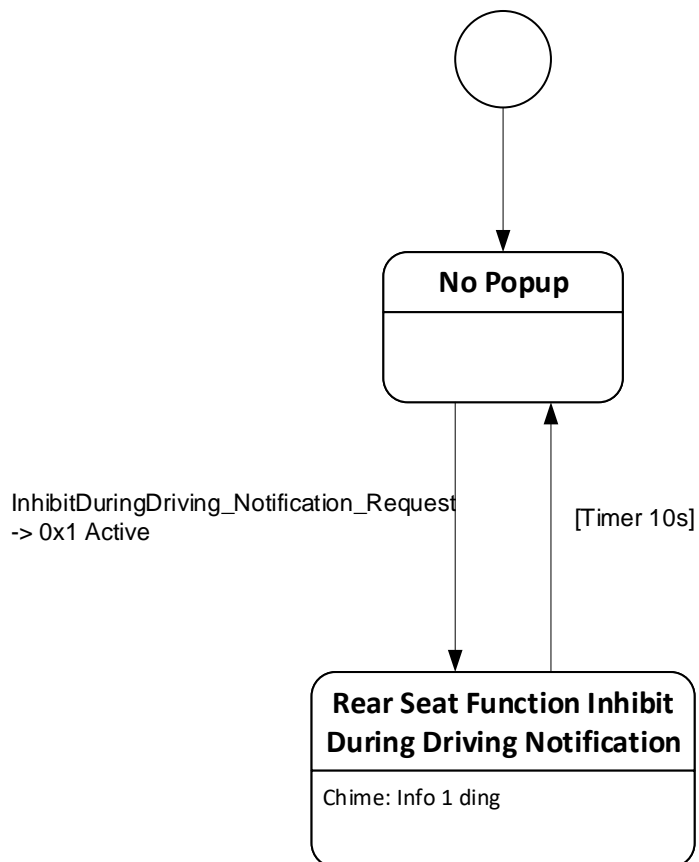 No Popup
InhibitDuringDriving_Notification_Request
-> 0x1 Active
[Timer 10s]
Rear Seat Function Inhibit
During Driving Notification
Chime: Info 1 ding